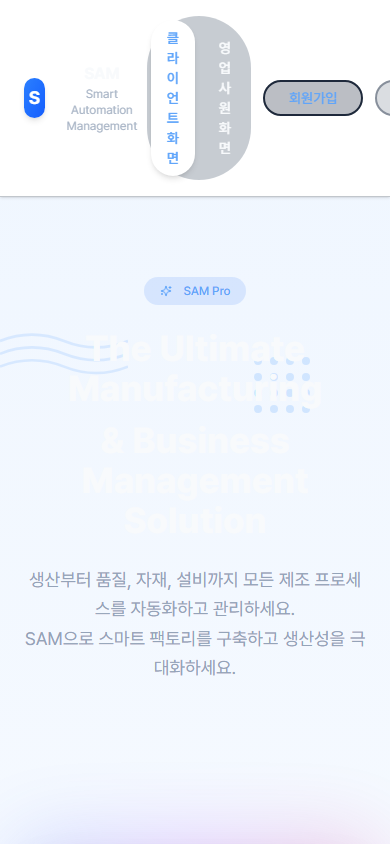 S
SAM
Smart
Automation
Management
클라이언트화면
영업사원화면
회원가입
SAM Pro
The Ultimate
Manufacturing
& Business
Management
Solution
생산부터 품질, 자재, 설비까지 모든 제조 프로세
스를 자동화하고 관리하세요.
SAM으로 스마트 팩토리를 구축하고 생산성을 극
대화하세요.